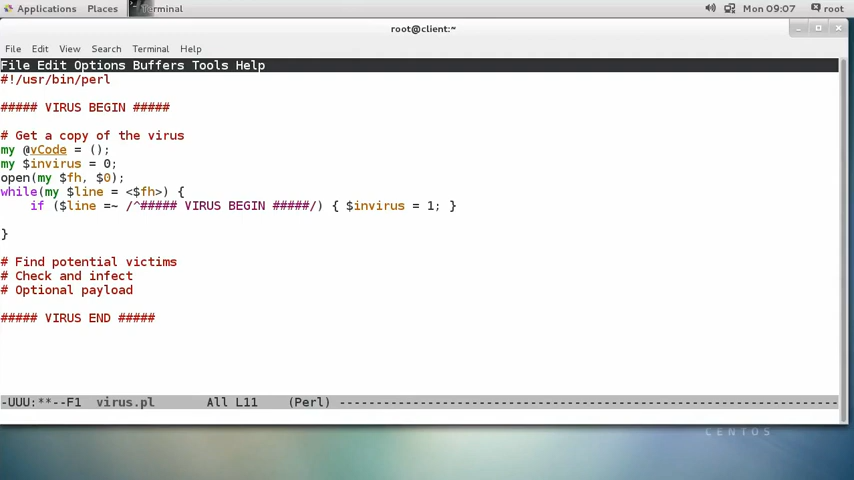 Applications Places Terminal Mon 09:07 root
root@client:~
File Edit View Search Terminal Help
File Edit Options Buffers Tools Help
#!/usr/bin/perl
##### VIRUS BEGIN #####
# Get a copy of the virus
my @vCode = ();
my $invirus = 0;
open(my $fh, $0);
while(my $line = <$fh>) {
    if ($line =~ /^##### VIRUS BEGIN #####/) { $invirus = 1; }
}
# Find potential victims
# Check and infect
# Optional payload
##### VIRUS END #####
-UUU:**--F1  virus.pl       All L11    (Perl) --------------------------------------------------------------------
CENTOS